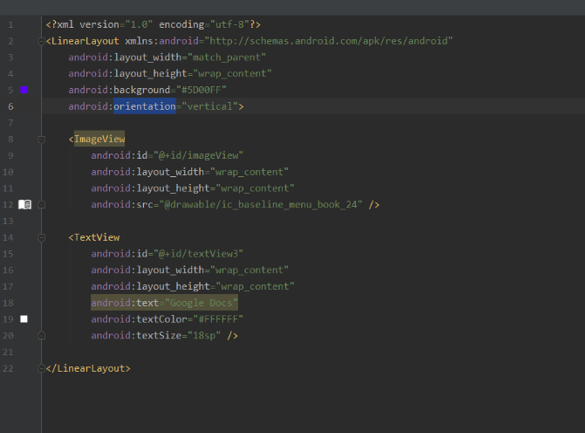 1 <?xml version="1.0" encoding="utf-8"?>
2 <LinearLayout xmlns:android="http://schemas.android.com/apk/res/android"
3 android:layout_width="match_parent"
4 android:layout_height="wrap_content"
5 android:background="#5D00FF"
6 android:orientation="vertical">
7
8 <ImageView
9 android:id="@+id/imageView"
10 android:layout_width="wrap_content"
11 android:layout_height="wrap_content"
12 android:src="@drawable/ic_baseline_menu_book_24" />
13
14 <TextView
15 android:id="@+id/textView3"
16 android:layout_width="wrap_content"
17 android:layout_height="wrap_content"
18 android:text="Google Docs"
19 android:textColor="#FFFFFF"
20 android:textSize="18sp" />
21
22 </LinearLayout>